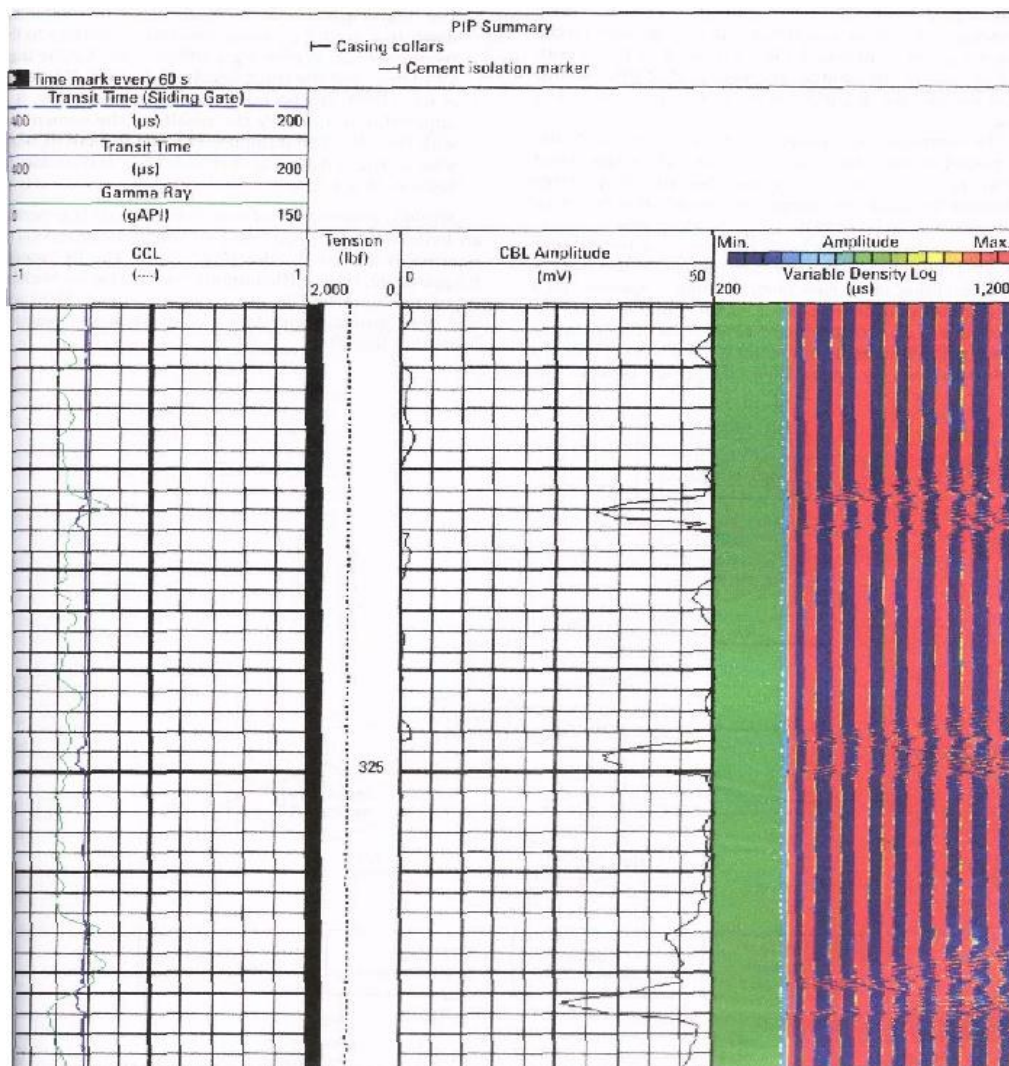 PIP Summary
Casing collars
Cement isolation marker
Time mark every 60 s
Transit Time (Sliding Gate)
400 (µs) 200
Transit Time
400 (µs) 200
Gamma Ray
0 (gAPI) 150
CCL
-1 (----) 1
Tension
(lbf)
2,000 0
CBL Amplitude
0 (mV) 50
Min. Amplitude Max.
Variable Density Log
200 (µs) 1,200
325